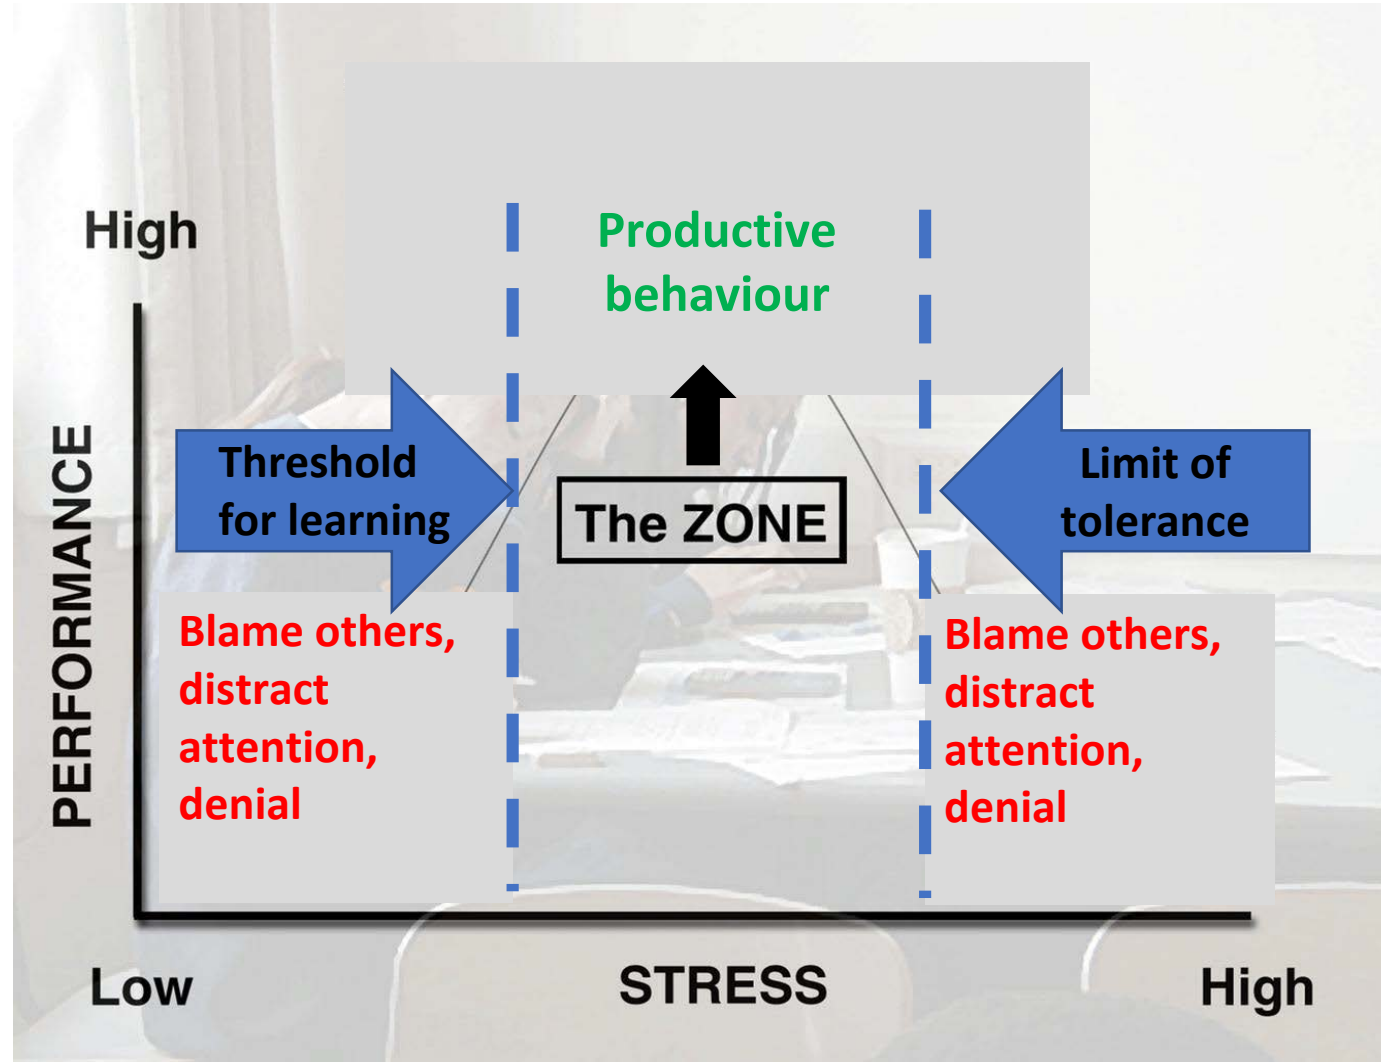 High
Productive
behaviour
PERFORMANCE
Threshold
for learning
The ZONE
Limit of
tolerance
Blame others,
distract
attention,
denial
Blame others,
distract
attention,
denial
Low
STRESS
High